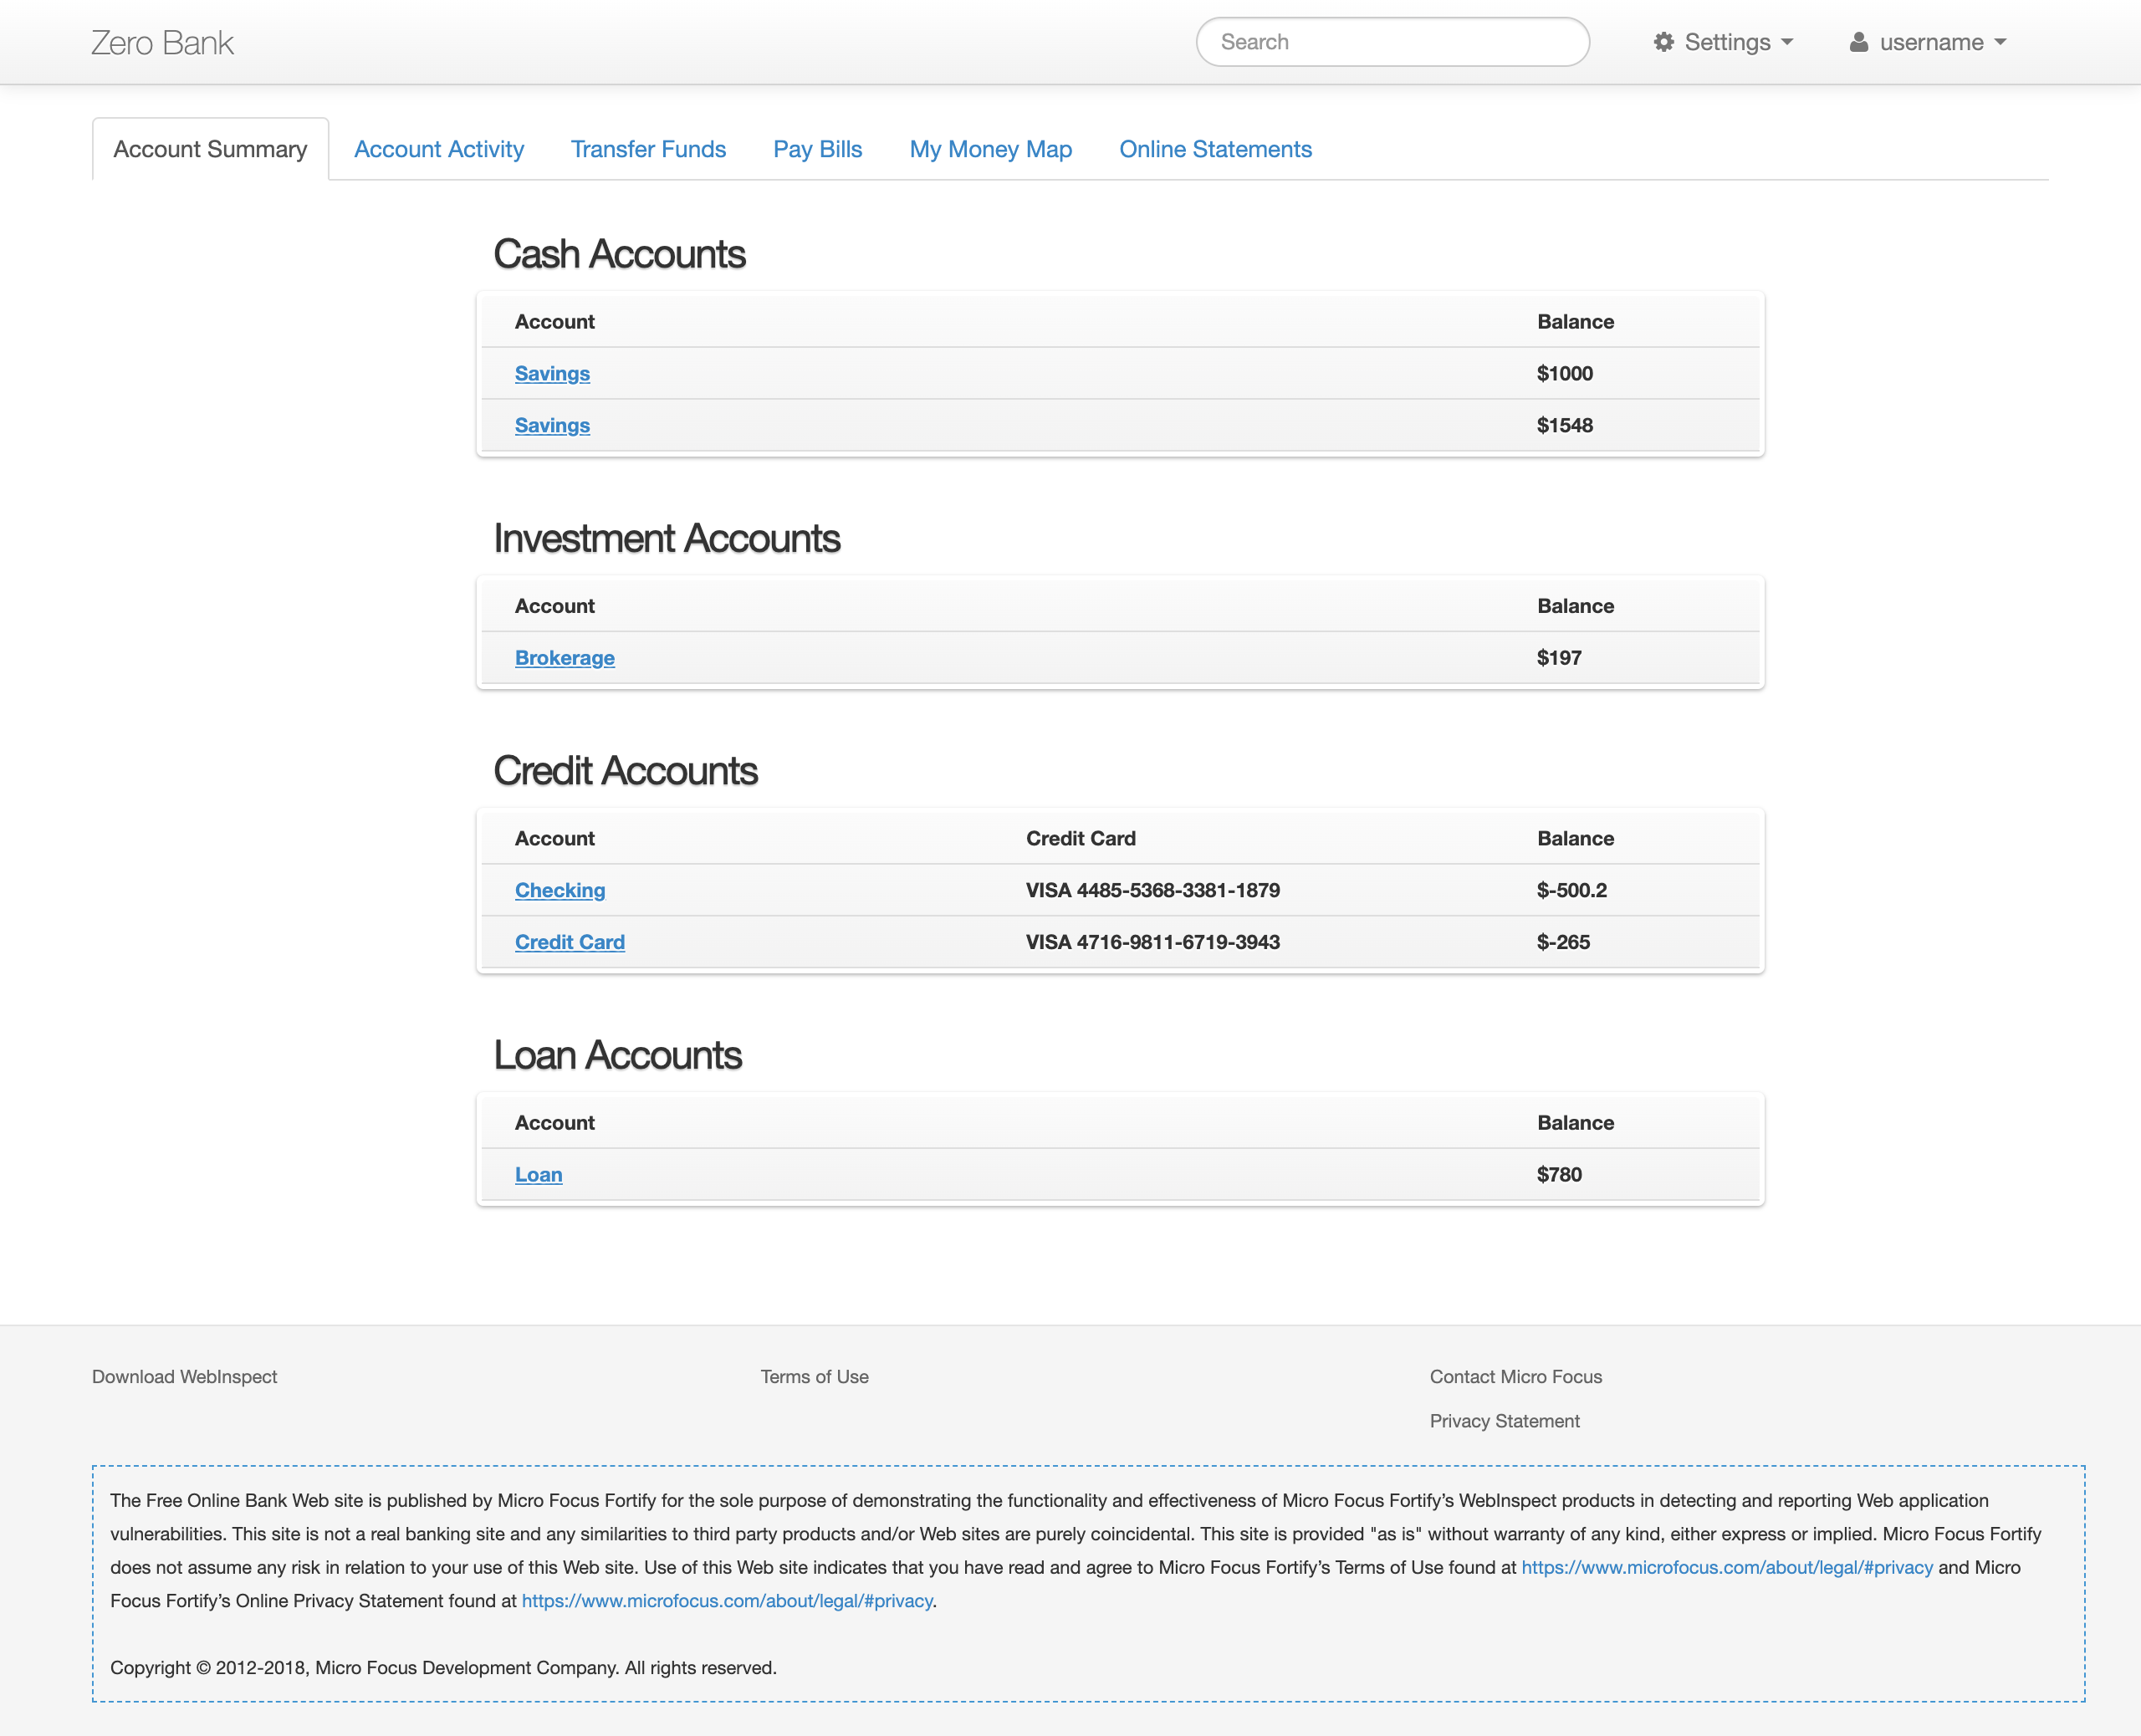 Zero Bank
Search
Settings
username
Account Summary Account Activity Transfer Funds Pay Bills My Money Map Online Statements
Cash Accounts
Account Balance
Savings $1000
Savings $1548
Investment Accounts
Account Balance
Brokerage $197
Credit Accounts
Account Credit Card Balance
Checking VISA 4485-5368-3381-1879 $-500.2
Credit Card VISA 4716-9811-6719-3943 $-265
Loan Accounts
Account Balance
Loan $780
Download WebInspect Terms of Use Contact Micro Focus
Privacy Statement
The Free Online Bank Web site is published by Micro Focus Fortify for the sole purpose of demonstrating the functionality and effectiveness of Micro Focus Fortify’s WebInspect products in detecting and reporting Web application
vulnerabilities. This site is not a real banking site and any similarities to third party products and/or Web sites are purely coincidental. This site is provided "as is" without warranty of any kind, either express or implied. Micro Focus Fortify
does not assume any risk in relation to your use of this Web site. Use of this Web site indicates that you have read and agree to Micro Focus Fortify’s Terms of Use found at https://www.microfocus.com/about/legal/#privacy and Micro
Focus Fortify’s Online Privacy Statement found at https://www.microfocus.com/about/legal/#privacy.
Copyright © 2012-2018, Micro Focus Development Company. All rights reserved.